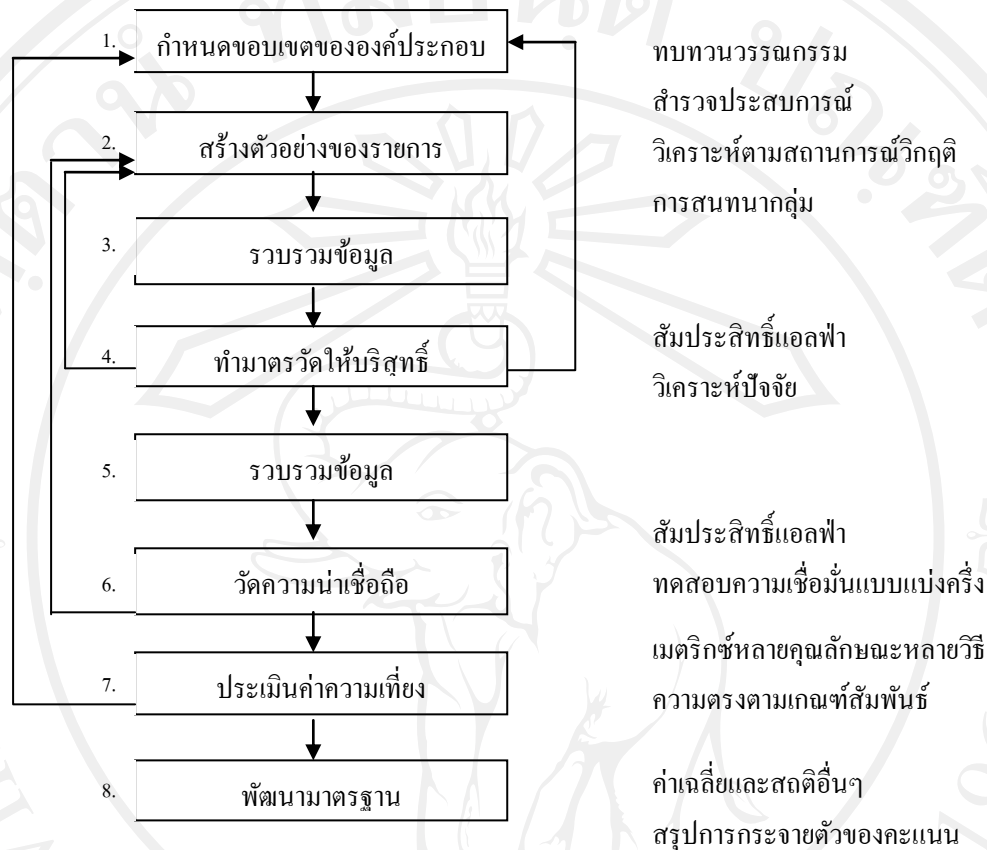 1. กำหนดขอบเขตขององค์ประกอบ
ทบทวนวรรณกรรม
สำรวจประสบการณ์
2. สร้างตัวอย่างของรายการ
วิเคราะห์ตามสถานการณ์วิกฤติ
การสนทนากลุ่ม
3. รวบรวมข้อมูล
4. ทำมาตรวัดให้บริสุทธิ์
สัมประสิทธิ์แอลฟ่า
วิเคราะห์ปัจจัย
5. รวบรวมข้อมูล
สัมประสิทธิ์แอลฟ่า
6. วัดความน่าเชื่อถือ
ทดสอบความเชื่อมั่นแบบแบ่งครึ่ง
เมตริกซ์หลายคุณลักษณะหลายวิธี
7. ประเมินค่าความเที่ยง
ความตรงตามเกณฑ์สัมพันธ์
8. พัฒนามาตรฐาน
ค่าเฉลี่ยและสถติอื่นๆ
สรุปการกระจายตัวของคะแนน